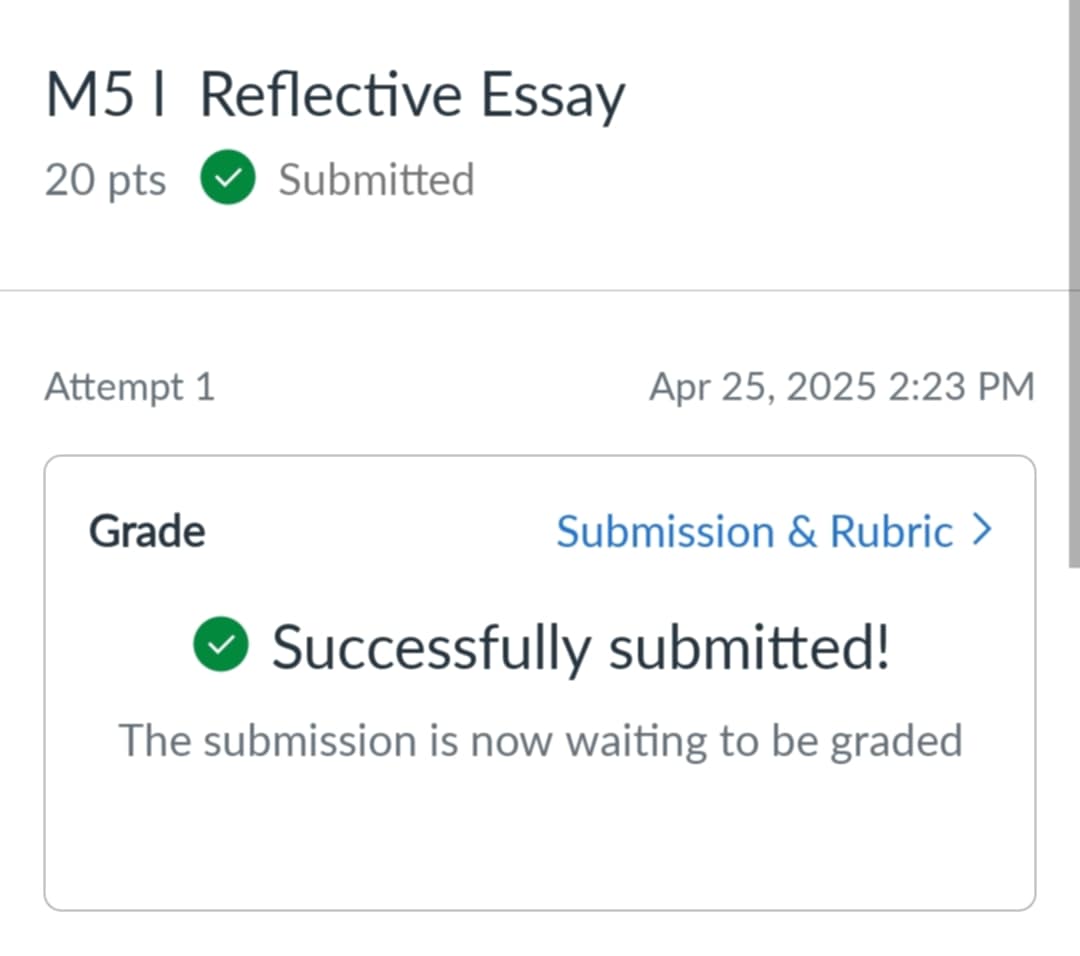 M5 l  Reflective Essay
20 pts Submitted
Attempt 1 Apr 25, 2025 2:23 PM
Grade Submission & Rubric >
Successfully submitted!
The submission is now waiting to be graded